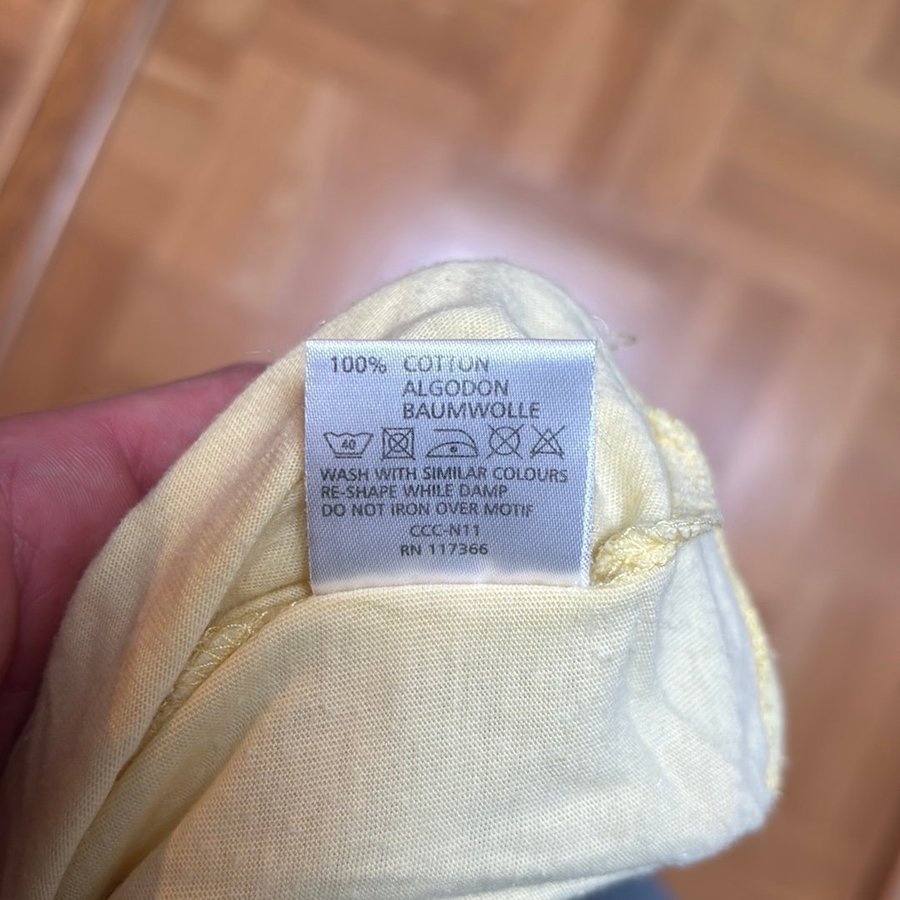 100% COTTON
ALGODON
BAUMWOLLE
40
WASH WITH SIMILAR COLOURS
RE-SHAPE WHILE DAMP
DO NOT IRON OVER MOTIF
CCC-N11
RN 117366